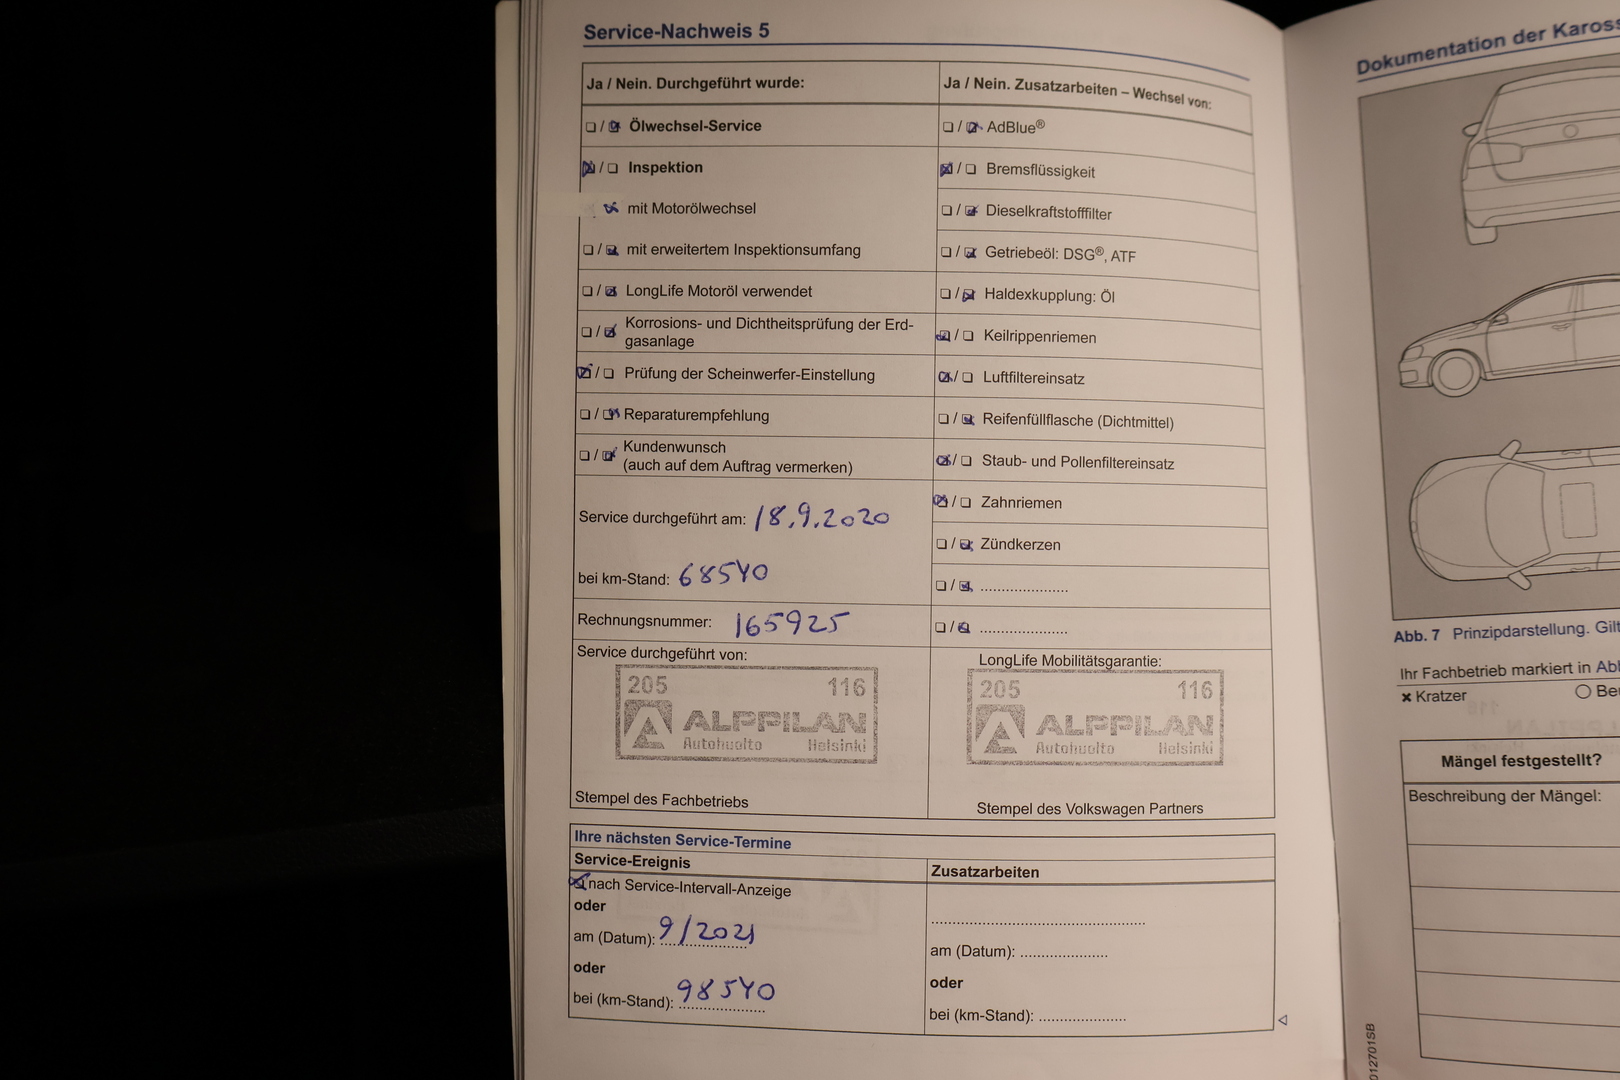 Service-Nachweis 5
Ja / Nein. Durchgeführt wurde:
☐ / ☒ Ölwechsel-Service
☒ / ☐ Inspektion
☒ mit Motorölwechsel
☐ / ☒ mit erweitertem Inspektionsumfang
☐ / ☒ LongLife Motoröl verwendet
☐ / ☒ Korrosions- und Dichtheitsprüfung der Erd-
gasanlage
☒ / ☐ Prüfung der Scheinwerfer-Einstellung
☐ / ☒ Reparaturempfehlung
☐ / ☒ Kundenwunsch
(auch auf dem Auftrag vermerken)
Service durchgeführt am: 18.9.2020
bei km-Stand: 68540
Rechnungsnummer: 165925
Service durchgeführt von:
205 116
ALPPILAN
Autohuolto Helsinki
Stempel des Fachbetriebs
Ja / Nein. Zusatzarbeiten – Wechsel von:
☐ / ☒ AdBlue®
☒ / ☐ Bremsflüssigkeit
☐ / ☒ Dieselkraftstofffilter
☐ / ☒ Getriebeöl: DSG®, ATF
☐ / ☒ Haldexkupplung: Öl
☒ / ☐ Keilrippenriemen
☒ / ☐ Luftfiltereinsatz
☐ / ☒ Reifenfüllflasche (Dichtmittel)
☒ / ☐ Staub- und Pollenfiltereinsatz
☒ / ☐ Zahnriemen
☐ / ☒ Zündkerzen
☐ / ☒ ......................
☐ / ☒ ......................
LongLife Mobilitätsgarantie:
205 116
ALPPILAN
Autohuolto Helsinki
Stempel des Volkswagen Partners
Ihre nächsten Service-Termine
Service-Ereignis
☒ nach Service-Intervall-Anzeige
oder
am (Datum): 9/2021
oder
bei (km-Stand): 98540
Zusatzarbeiten
......................
am (Datum): ......................
oder
bei (km-Stand): ......................
Dokumentation der Kaross
Abb. 7 Prinzipdarstellung. Gilt
Ihr Fachbetrieb markiert in Ab
✖ Kratzer ○ Be
Mängel festgestellt?
Beschreibung der Mängel:
012701SB